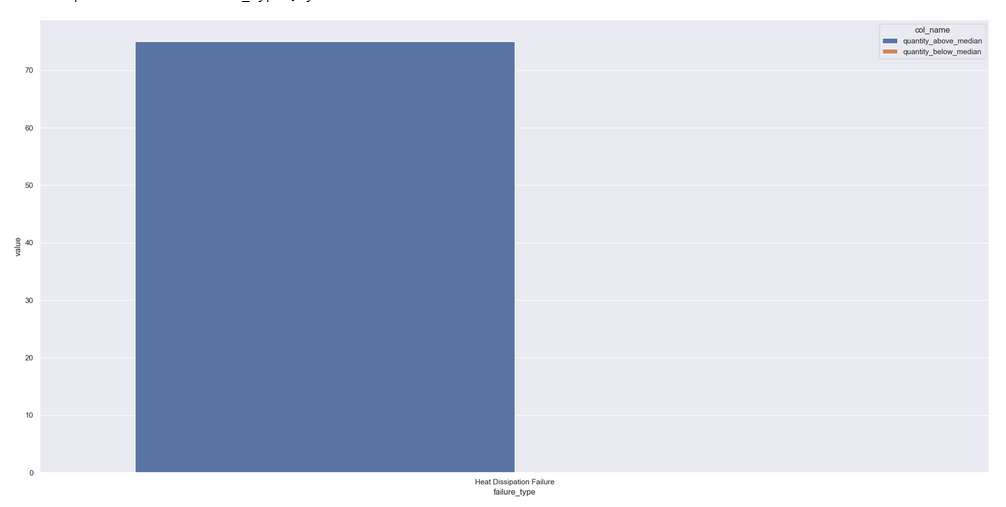 col_name
quantity_above_median
quantity_below_median
70
60
50
40
30
20
10
0
value
Heat Dissipation Failure
failure_type